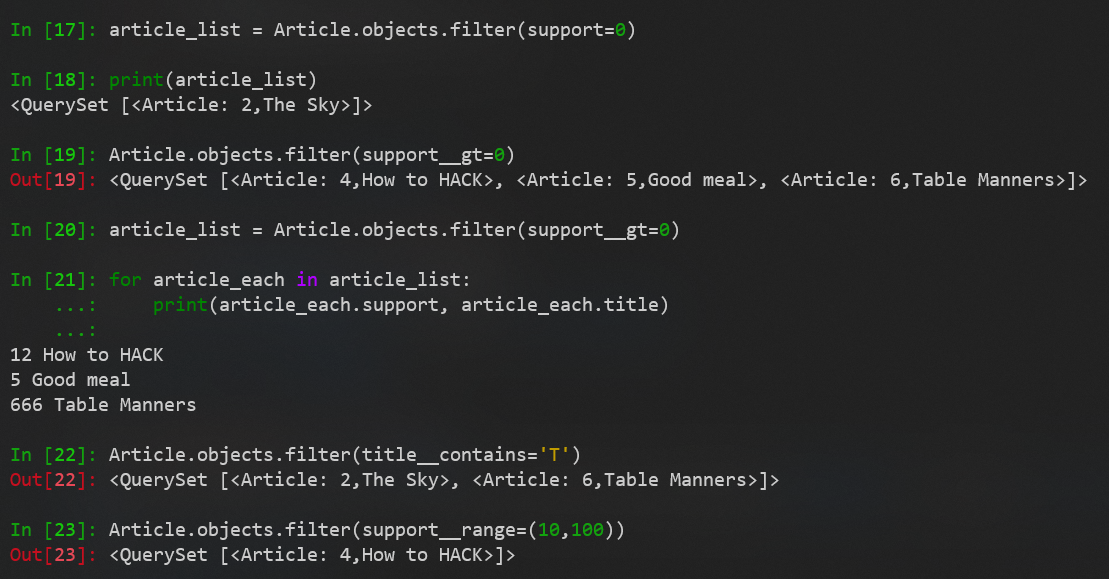 In [17]: article_list = Article.objects.filter(support=0)
In [18]: print(article_list)
<QuerySet [<Article: 2,The Sky>]>
In [19]: Article.objects.filter(support__gt=0)
Out[19]: <QuerySet [<Article: 4,How to HACK>, <Article: 5,Good meal>, <Article: 6,Table Manners>]>
In [20]: article_list = Article.objects.filter(support__gt=0)
In [21]: for article_each in article_list:
    ...:     print(article_each.support, article_each.title)
    ...:
12 How to HACK
5 Good meal
666 Table Manners
In [22]: Article.objects.filter(title__contains='T')
Out[22]: <QuerySet [<Article: 2,The Sky>, <Article: 6,Table Manners>]>
In [23]: Article.objects.filter(support__range=(10,100))
Out[23]: <QuerySet [<Article: 4,How to HACK>]>